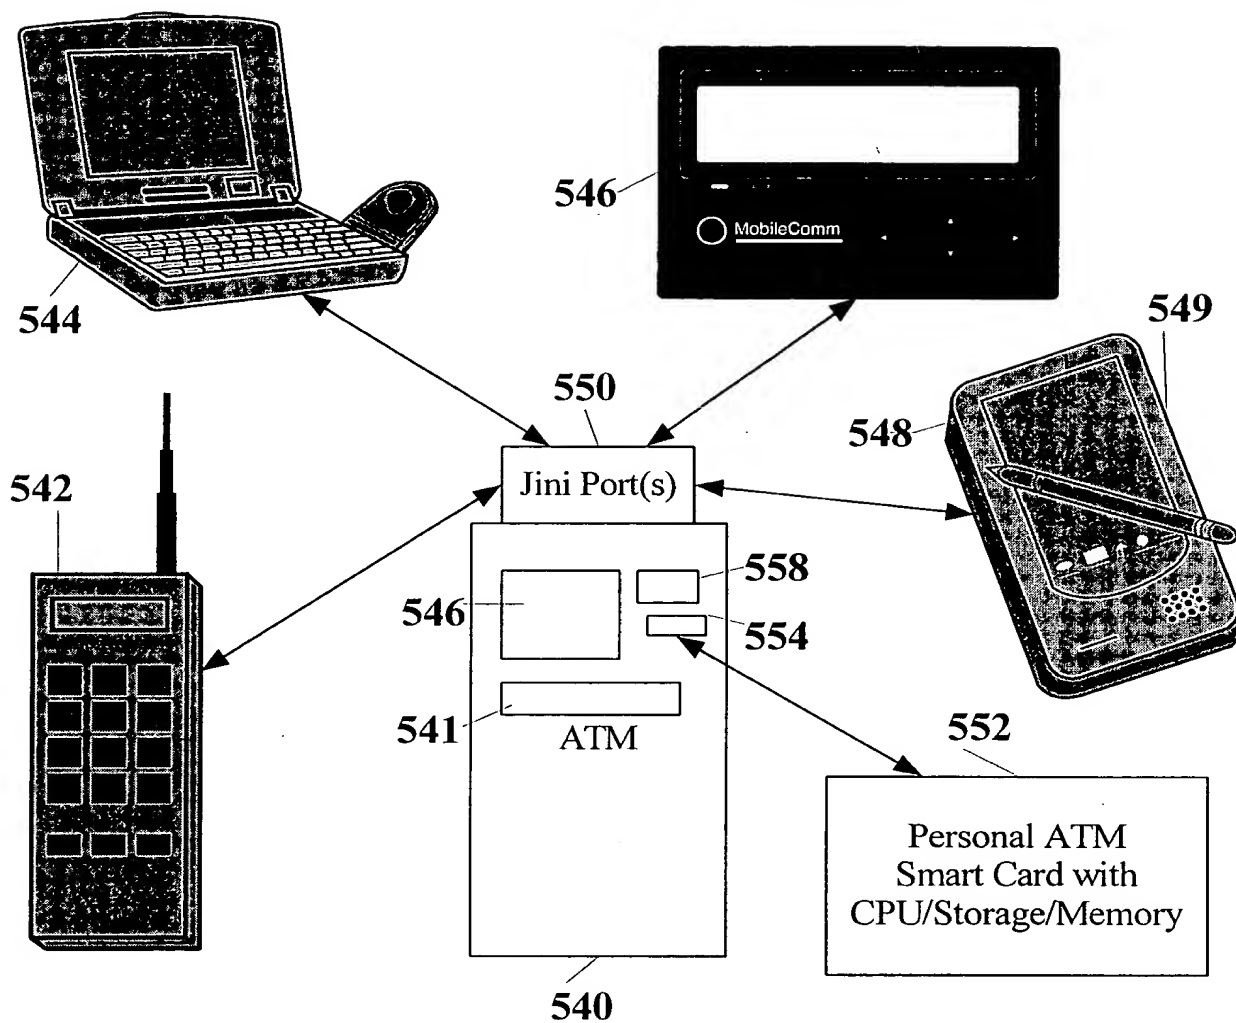 546
MobileComm
544
549
550
548
Jini Port(s)
542
558
546
554
541
ATM
552
Personal ATM
Smart Card with
CPU/Storage/Memory
540